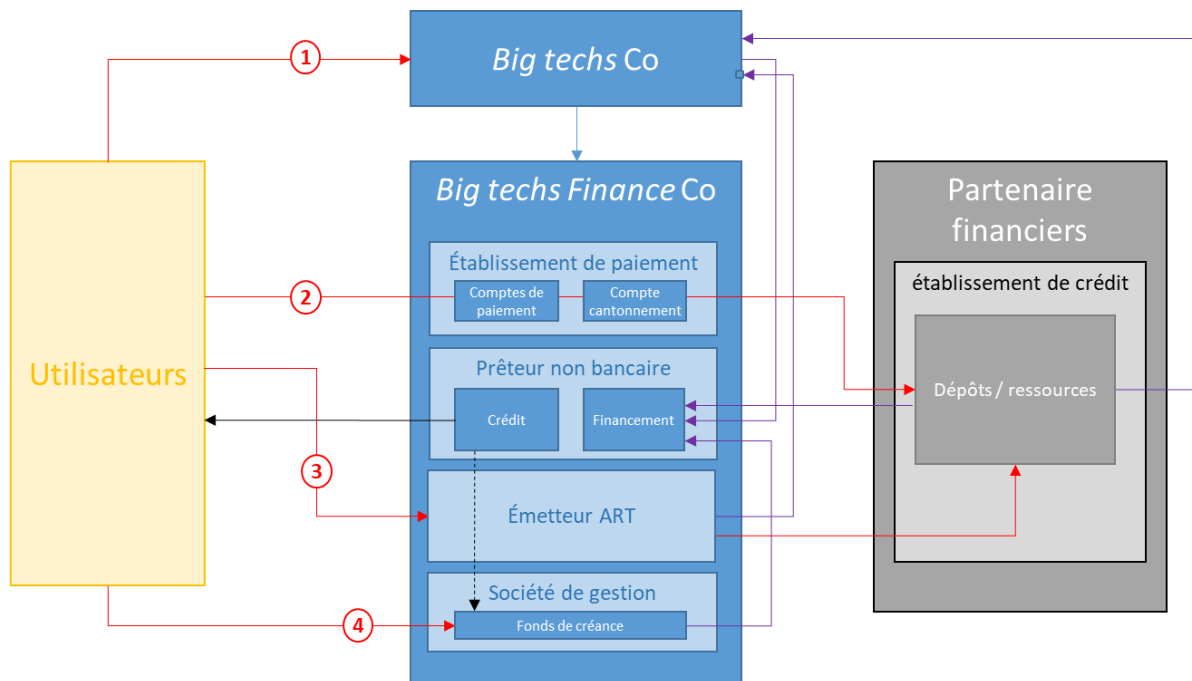 1
Big techs Co
Utilisateurs
Big techs Finance Co
Établissement de paiement
2
Comptes de
paiement
Compte
cantonnement
Prêteur non bancaire
Crédit
Financement
3
Émetteur ART
Société de gestion
4
Fonds de créance
Partenaire
financiers
établissement de crédit
Dépôts / ressources